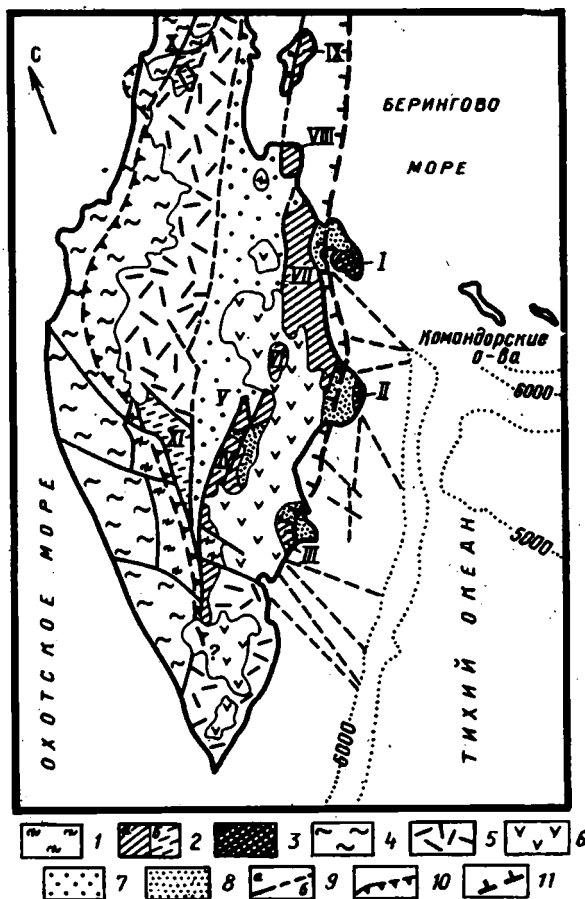 С
X
IX
БЕРИНГОВО
МОРЕ
VIII
I
VII
Командорские
о-ва
6000
VI
V
II
XI
IV
5000
III
?
6000
ОХОТСКОЕ МОРЕ
ТИХИЙ ОКЕАН
1 а б 2 3 4 5 6
7 8 а б 9 10 11